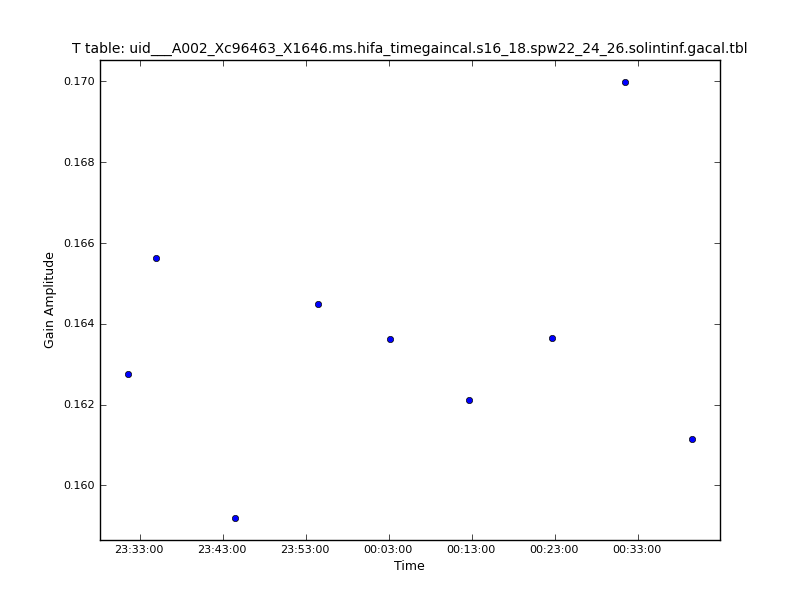 T table: uid___A002_Xc96463_X1646.ms.hifa_timegaincal.s16_18.spw22_24_26.solintinf.gacal.tbl
0.170
0.168
0.166
0.164
0.162
0.160
Gain Amplitude
23:33:00 23:43:00 23:53:00 00:03:00 00:13:00 00:23:00 00:33:00
Time